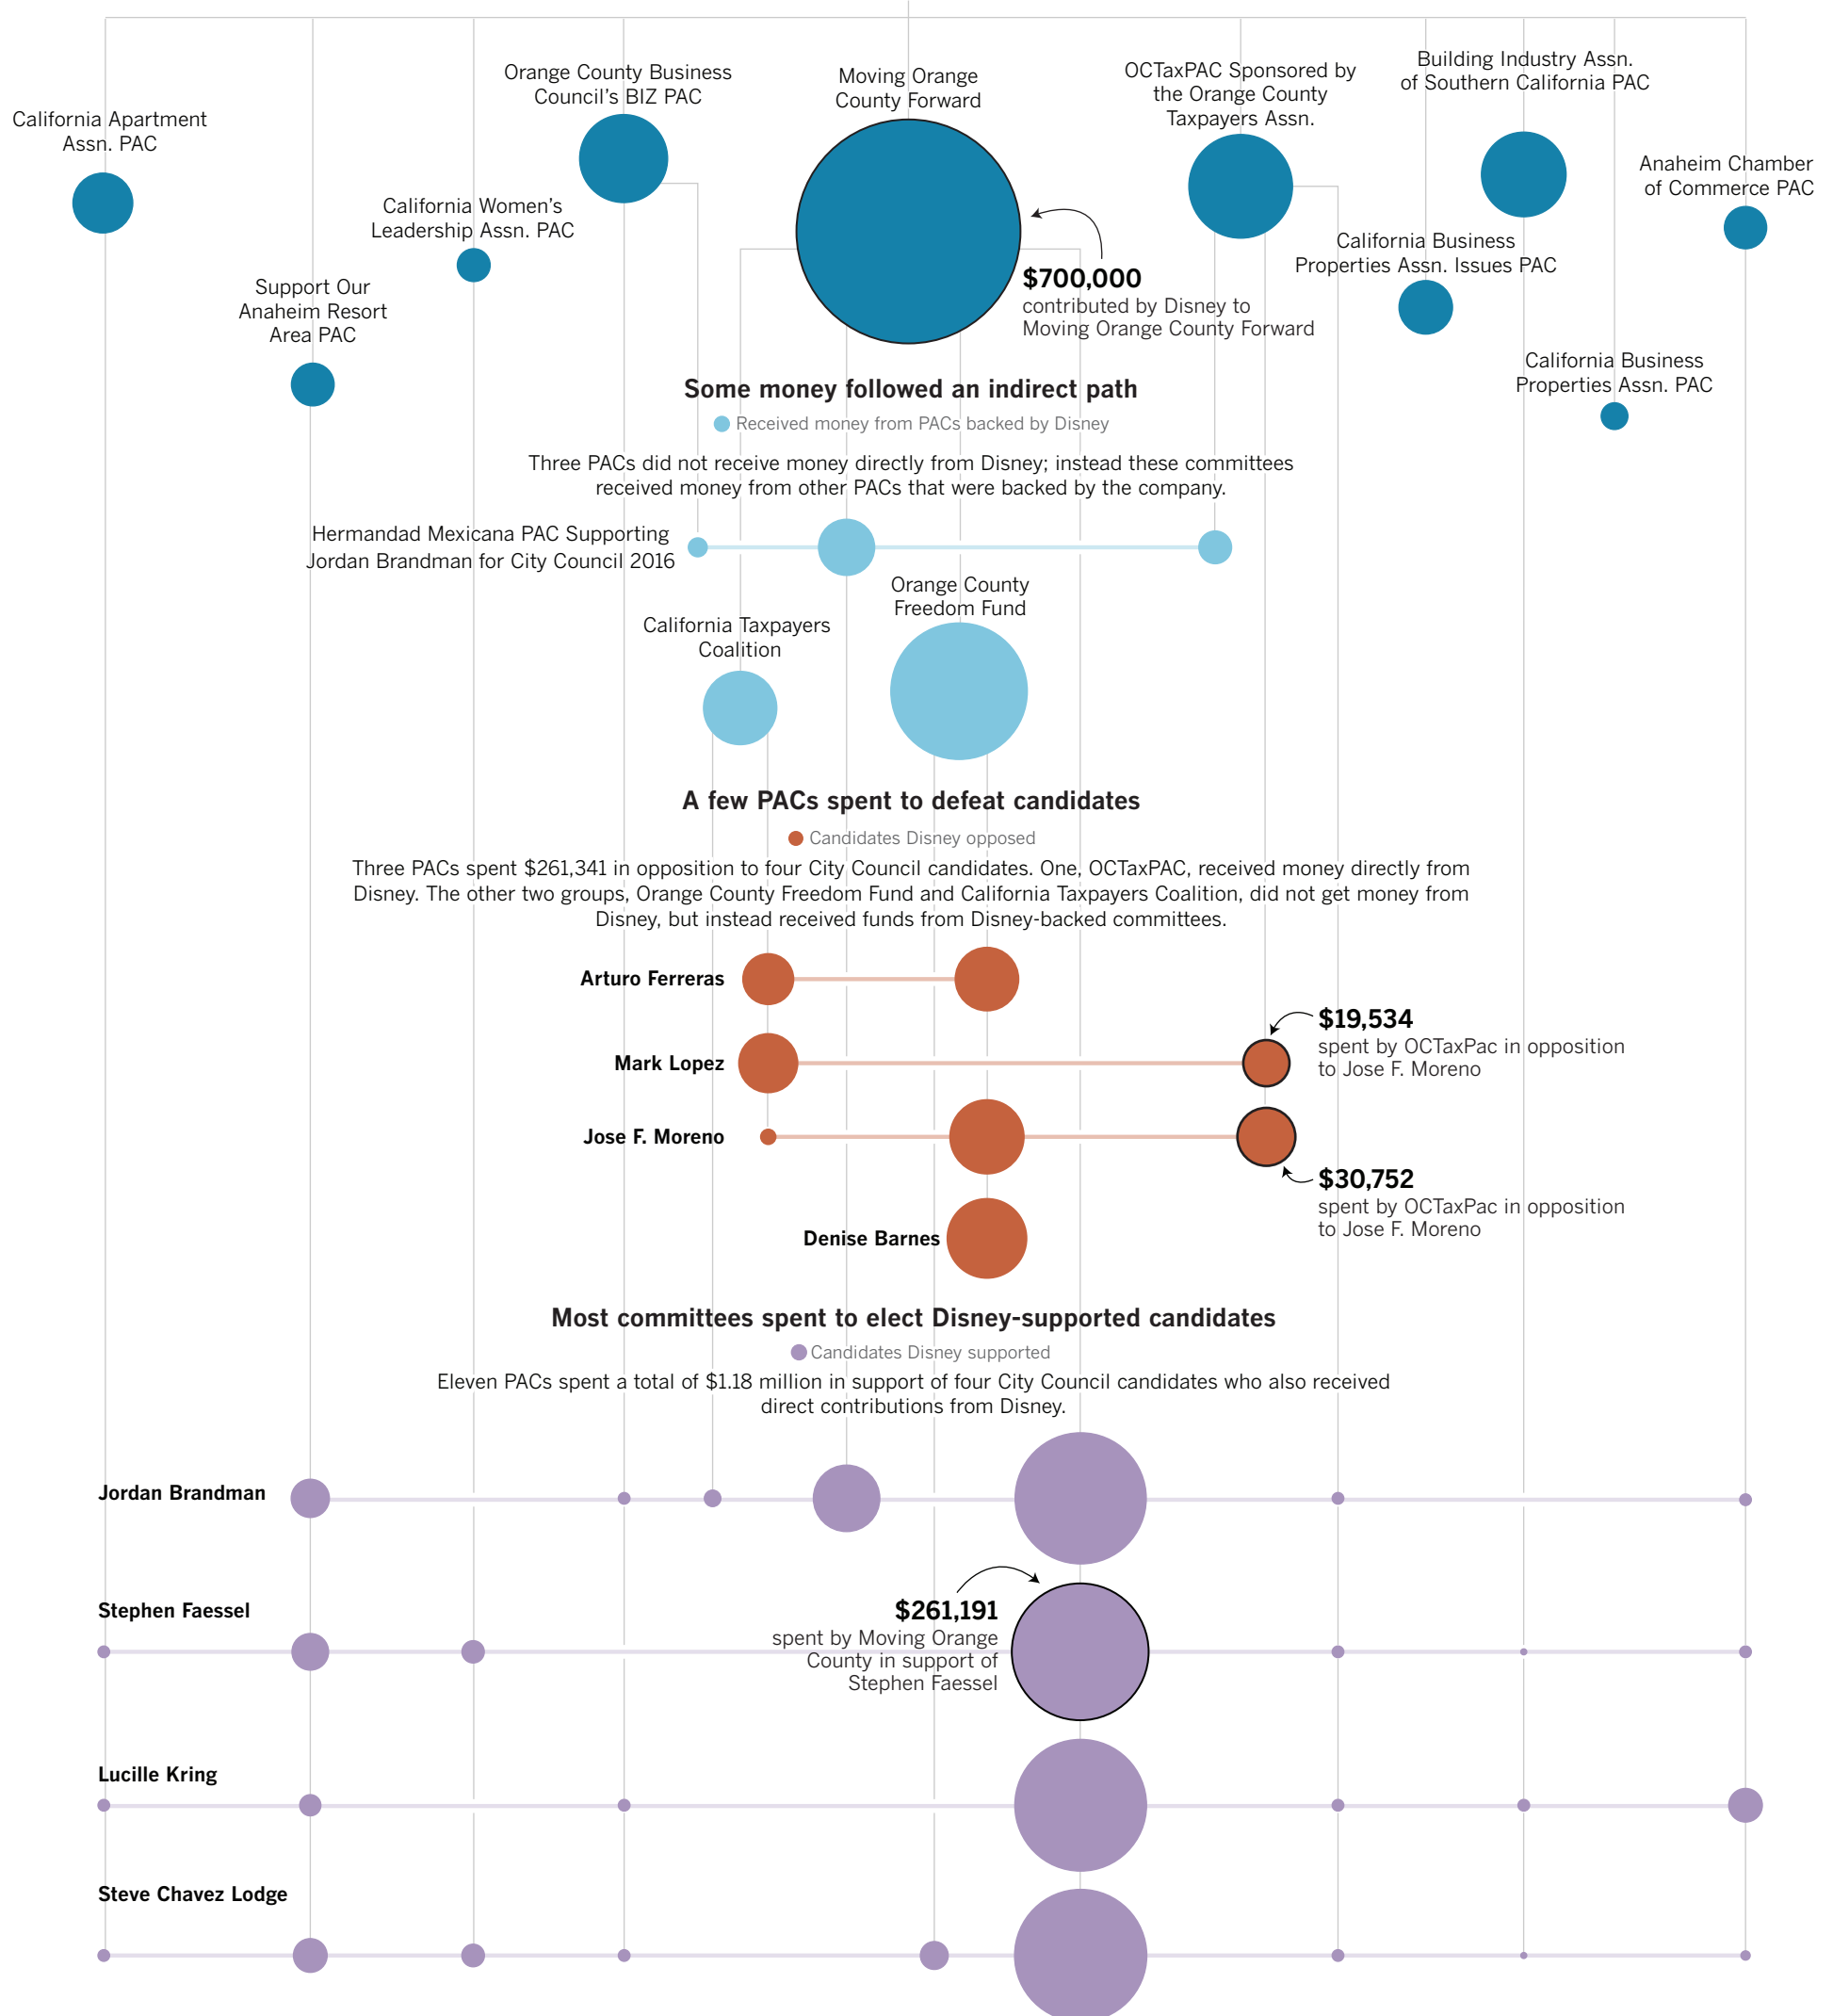 Orange County Business
Council's BIZ PAC
Moving Orange
County Forward
OCTaxPAC Sponsored by
the Orange County
Taxpayers Assn.
Building Industry Assn.
of Southern California PAC
California Apartment
Assn. PAC
Anaheim Chamber
of Commerce PAC
California Women's
Leadership Assn. PAC
California Business
Properties Assn. Issues PAC
Support Our
Anaheim Resort
Area PAC
$700,000
contributed by Disney to
Moving Orange County Forward
California Business
Properties Assn. PAC
Some money followed an indirect path
Received money from PACs backed by Disney
Three PACs did not receive money directly from Disney; instead these committees
received money from other PACs that were backed by the company.
Hermandad Mexicana PAC Supporting
Jordan Brandman for City Council 2016
Orange County
Freedom Fund
California Taxpayers
Coalition
A few PACs spent to defeat candidates
Candidates Disney opposed
Three PACs spent $261,341 in opposition to four City Council candidates. One, OCTaxPAC, received money directly from
Disney. The other two groups, Orange County Freedom Fund and California Taxpayers Coalition, did not get money from
Disney, but instead received funds from Disney-backed committees.
Arturo Ferreras
$19,534
spent by OCTaxPac in opposition
to Jose F. Moreno
Mark Lopez
Jose F. Moreno
$30,752
spent by OCTaxPac in opposition
to Jose F. Moreno
Denise Barnes
Most committees spent to elect Disney-supported candidates
Candidates Disney supported
Eleven PACs spent a total of $1.18 million in support of four City Council candidates who also received
direct contributions from Disney.
Jordan Brandman
Stephen Faessel
$261,191
spent by Moving Orange
County in support of
Stephen Faessel
Lucille Kring
Steve Chavez Lodge